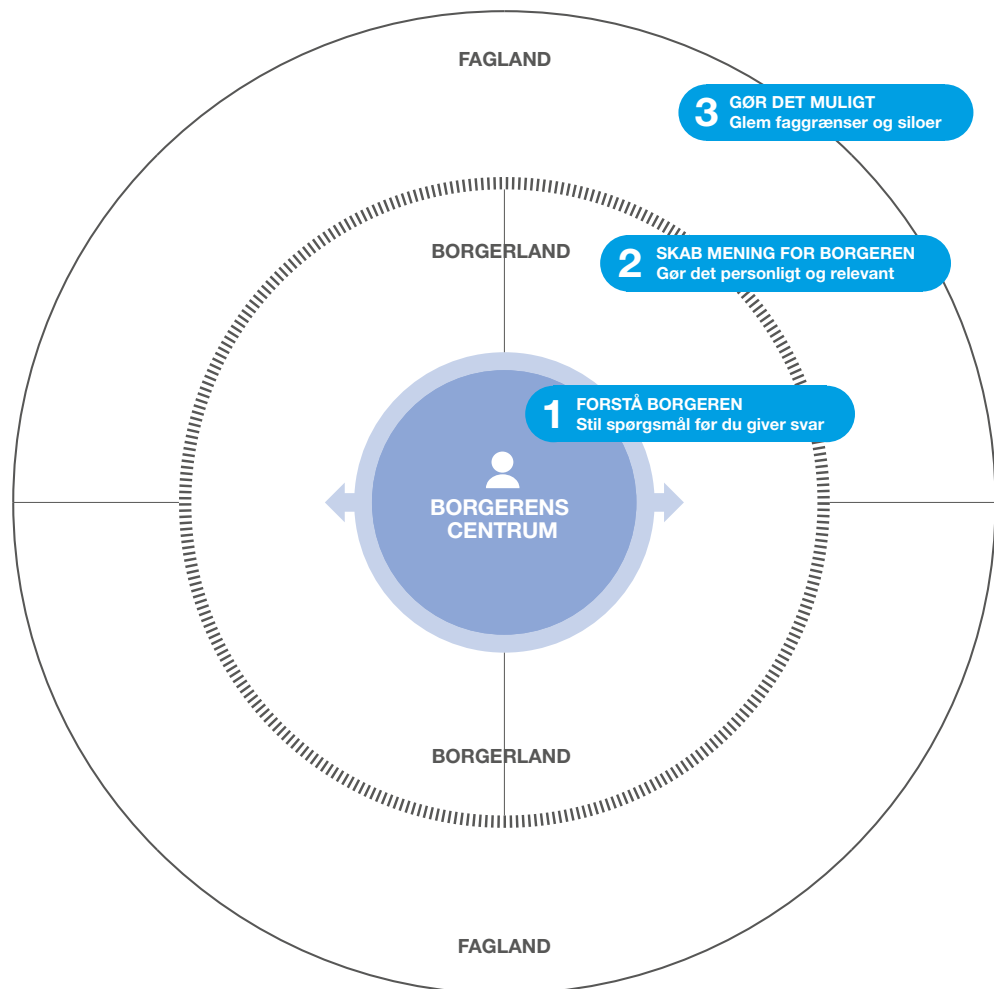 FAGLAND
3 GØR DET MULIGT
Glem faggrænser og siloer
BORGERLAND
2 SKAB MENING FOR BORGEREN
Gør det personligt og relevant
1 FORSTÅ BORGEREN
Stil spørgsmål før du giver svar
BORGERENS
CENTRUM
BORGERLAND
FAGLAND